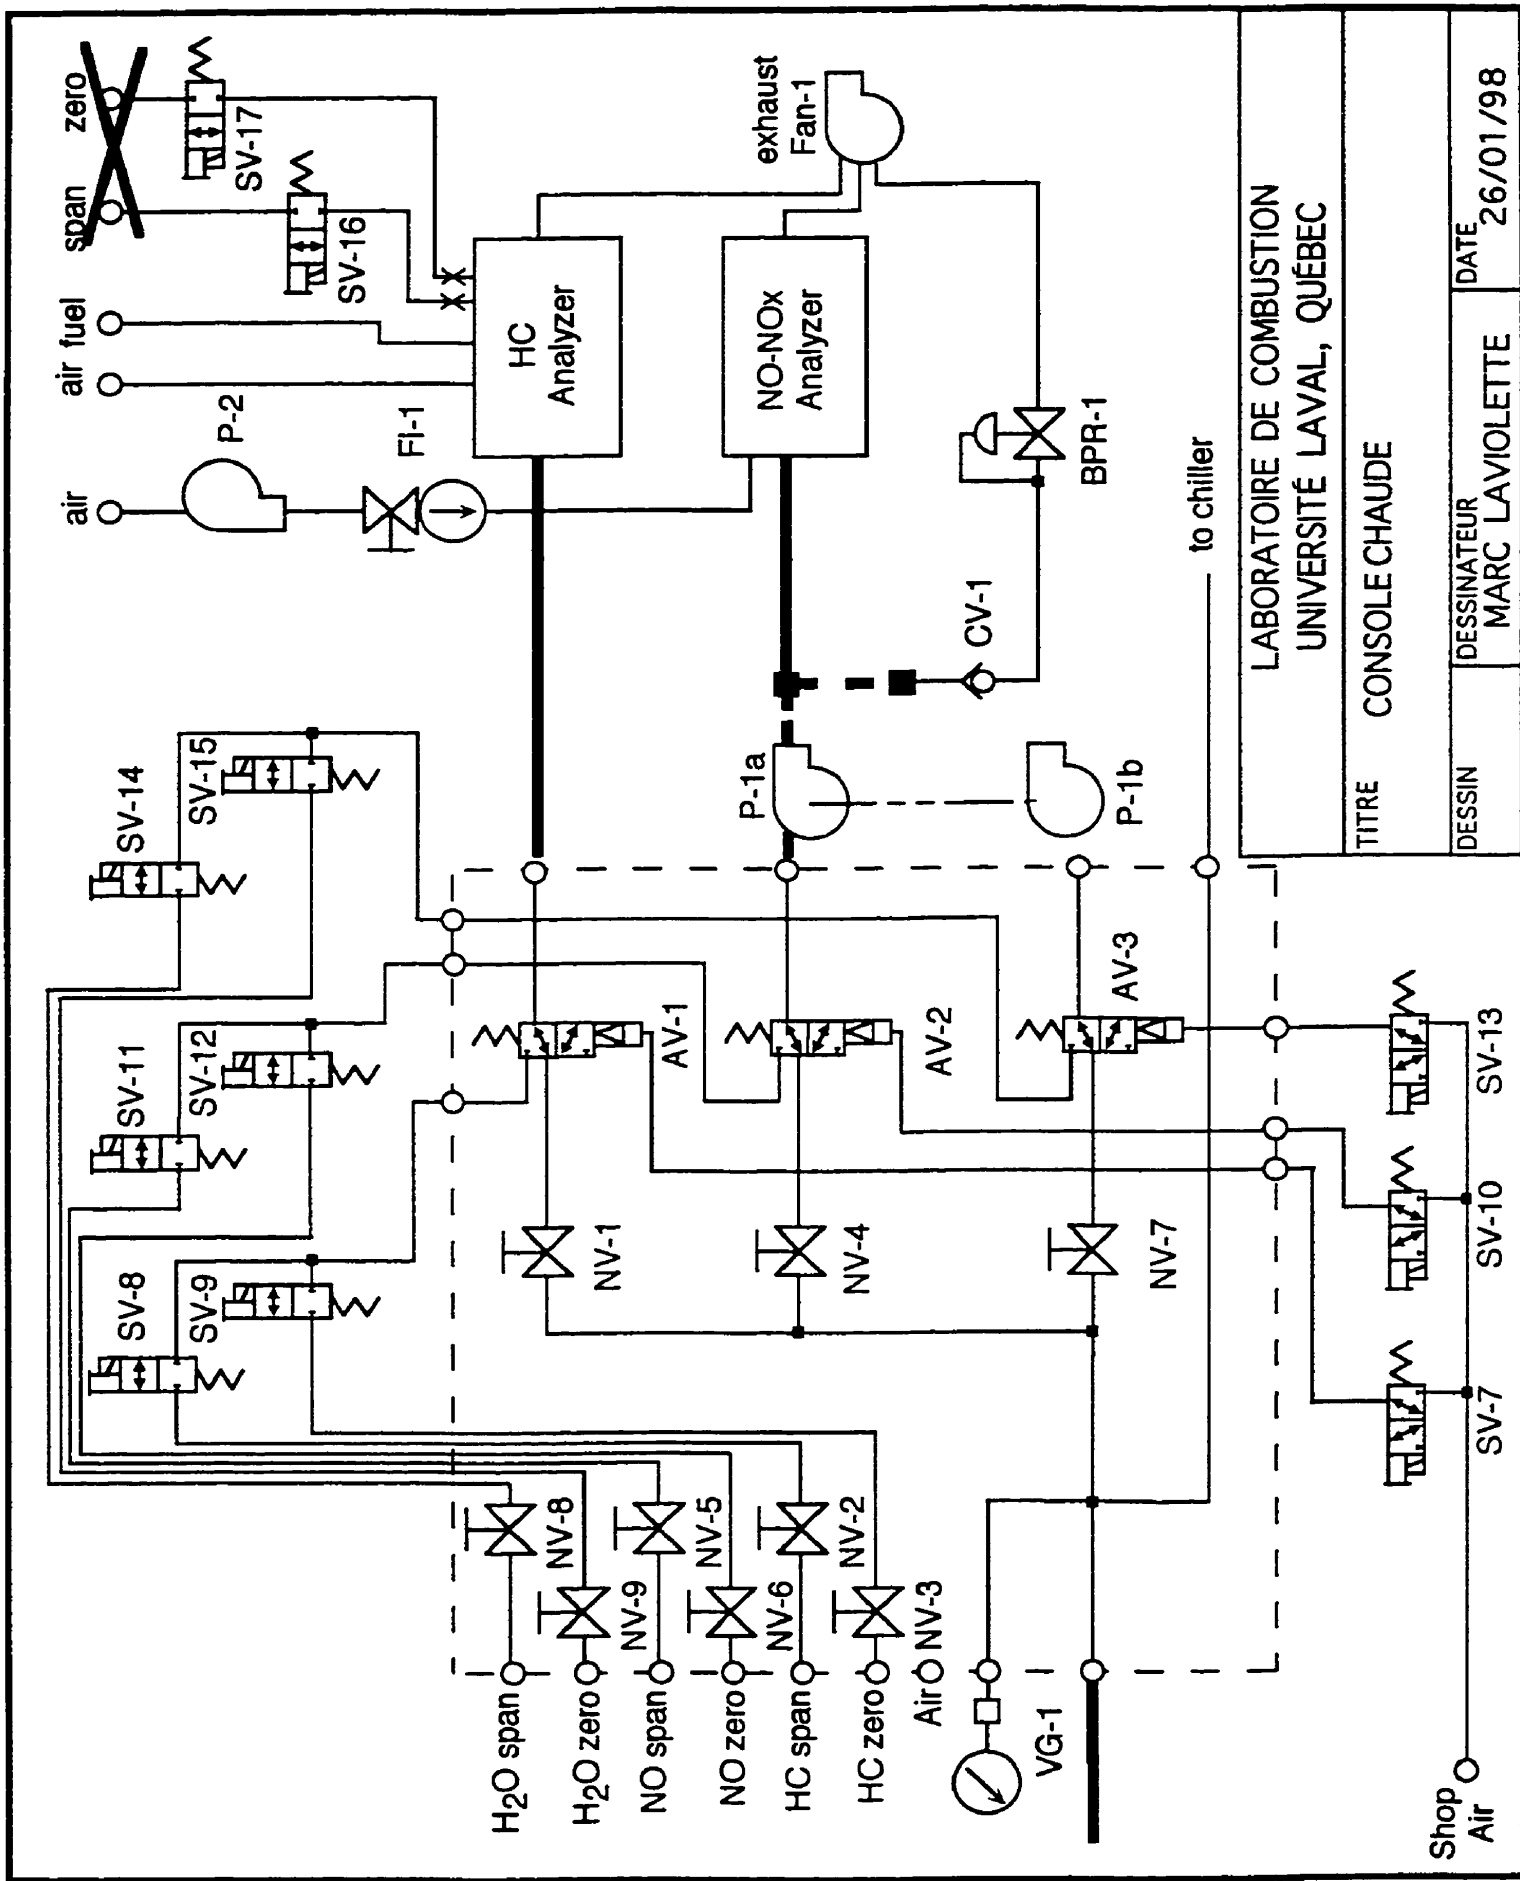 H₂O span
H₂O zero
NO span
NO zero
HC span
HC zero
Air
VG-1
Shop
Air
NV-8
NV-9
NV-5
NV-6
NV-2
NV-3
SV-8
SV-9
SV-11
SV-12
SV-14
SV-15
NV-1
NV-4
NV-7
AV-1
AV-2
AV-3
SV-7
SV-10
SV-13
P-1a
P-1b
CV-1
BPR-1
to chiller
air
P-2
FI-1
air
fuel
span
zero
SV-16
SV-17
HC
Analyzer
NO-NOx
Analyzer
exhaust
Fan-1
LABORATOIRE DE COMBUSTION
UNIVERSITÉ LAVAL, QUÉBEC
TITRE
CONSOLE CHAUDE
DESSIN
DESSINATEUR
MARC LAVIOLETTE
DATE
26/01/98